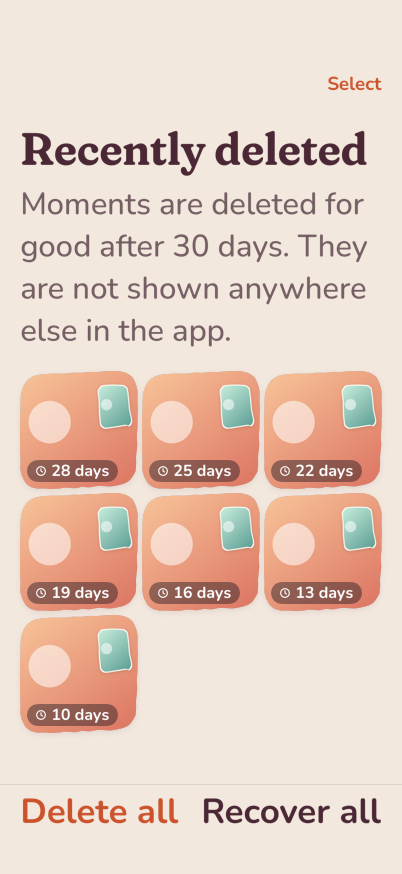 Select
Recently deleted
Moments are deleted for
good after 30 days. They
are not shown anywhere
else in the app.
28 days
25 days
22 days
19 days
16 days
13 days
10 days
Delete all
Recover all